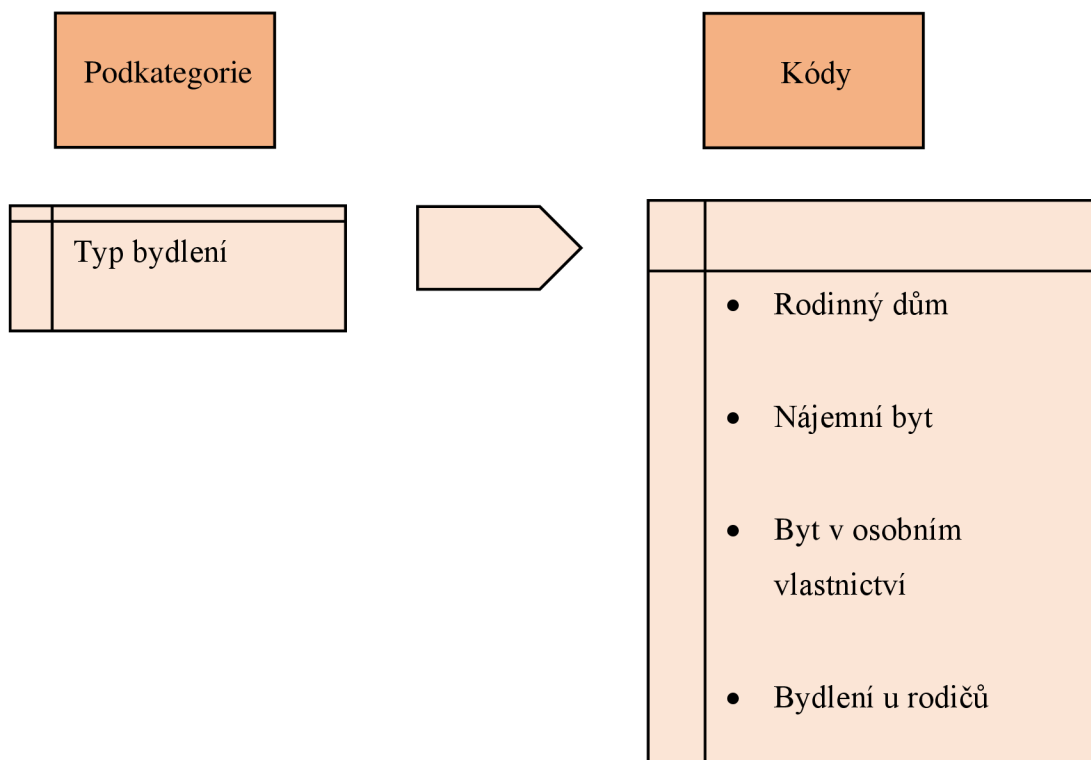 Podkategorie
Kódy
Typ bydlení
• Rodinný dům
• Nájemní byt
• Byt v osobním
vlastnictví
• Bydlení u rodičů